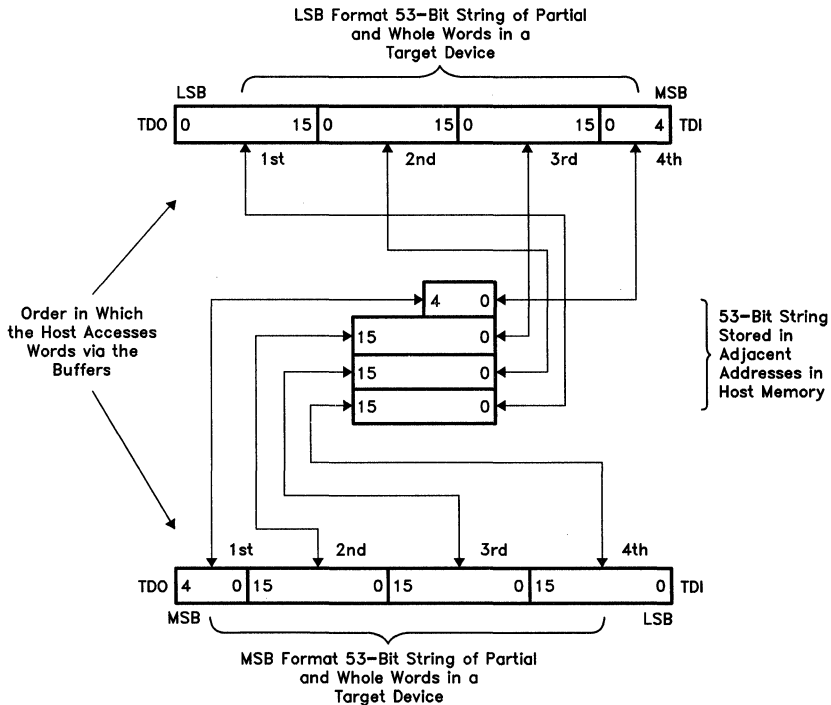 LSB Format 53-Bit String of Partial
and Whole Words in a
Target Device
LSB
MSB
TDO 0 15 0 15 0 15 0 4 TDI
1st 2nd 3rd 4th
Order in Which
the Host Accesses
Words via the
Buffers
4 0
15 0
15 0
15 0
53-Bit String
Stored in
Adjacent
Addresses in
Host Memory
1st 2nd 3rd 4th
TDO 4 0 15 0 15 0 15 0 TDI
MSB
LSB
MSB Format 53-Bit String of Partial
and Whole Words in a
Target Device